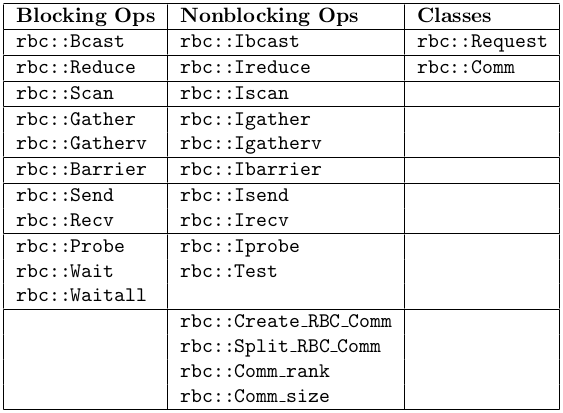 Blocking Ops Nonblocking Ops Classes
rbc::Bcast rbc::Ibcast rbc::Request
rbc::Reduce rbc::Ireduce rbc::Comm
rbc::Scan rbc::Iscan
rbc::Gather rbc::Igather
rbc::Gatherv rbc::Igatherv
rbc::Barrier rbc::Ibarrier
rbc::Send rbc::Isend
rbc::Recv rbc::Irecv
rbc::Probe rbc::Iprobe
rbc::Wait rbc::Test
rbc::Waitall
rbc::Create_RBC_Comm
rbc::Split_RBC_Comm
rbc::Comm_rank
rbc::Comm_size